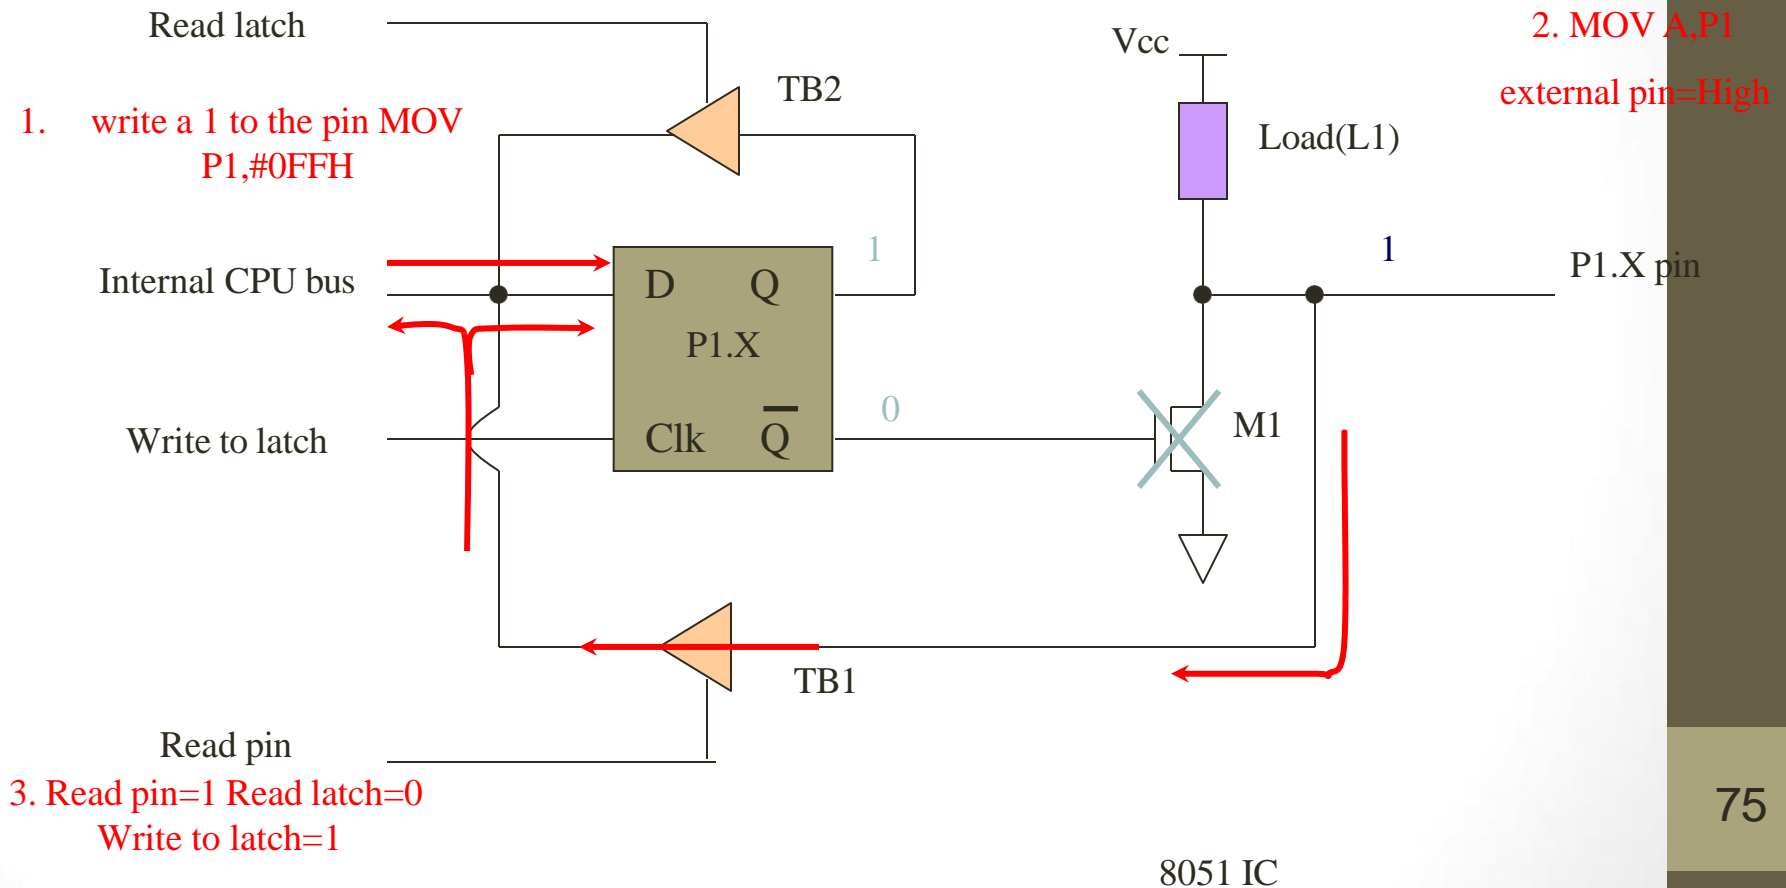 Read latch
Vcc
2. MOV A,P1
TB2
external pin=High
1. write a 1 to the pin MOV
P1,#0FFH
Load(L1)
1
1
Internal CPU bus
D Q
P1.X pin
P1.X
0
Write to latch
Clk Q
M1
TB1
Read pin
3. Read pin=1 Read latch=0
Write to latch=1
75
8051 IC